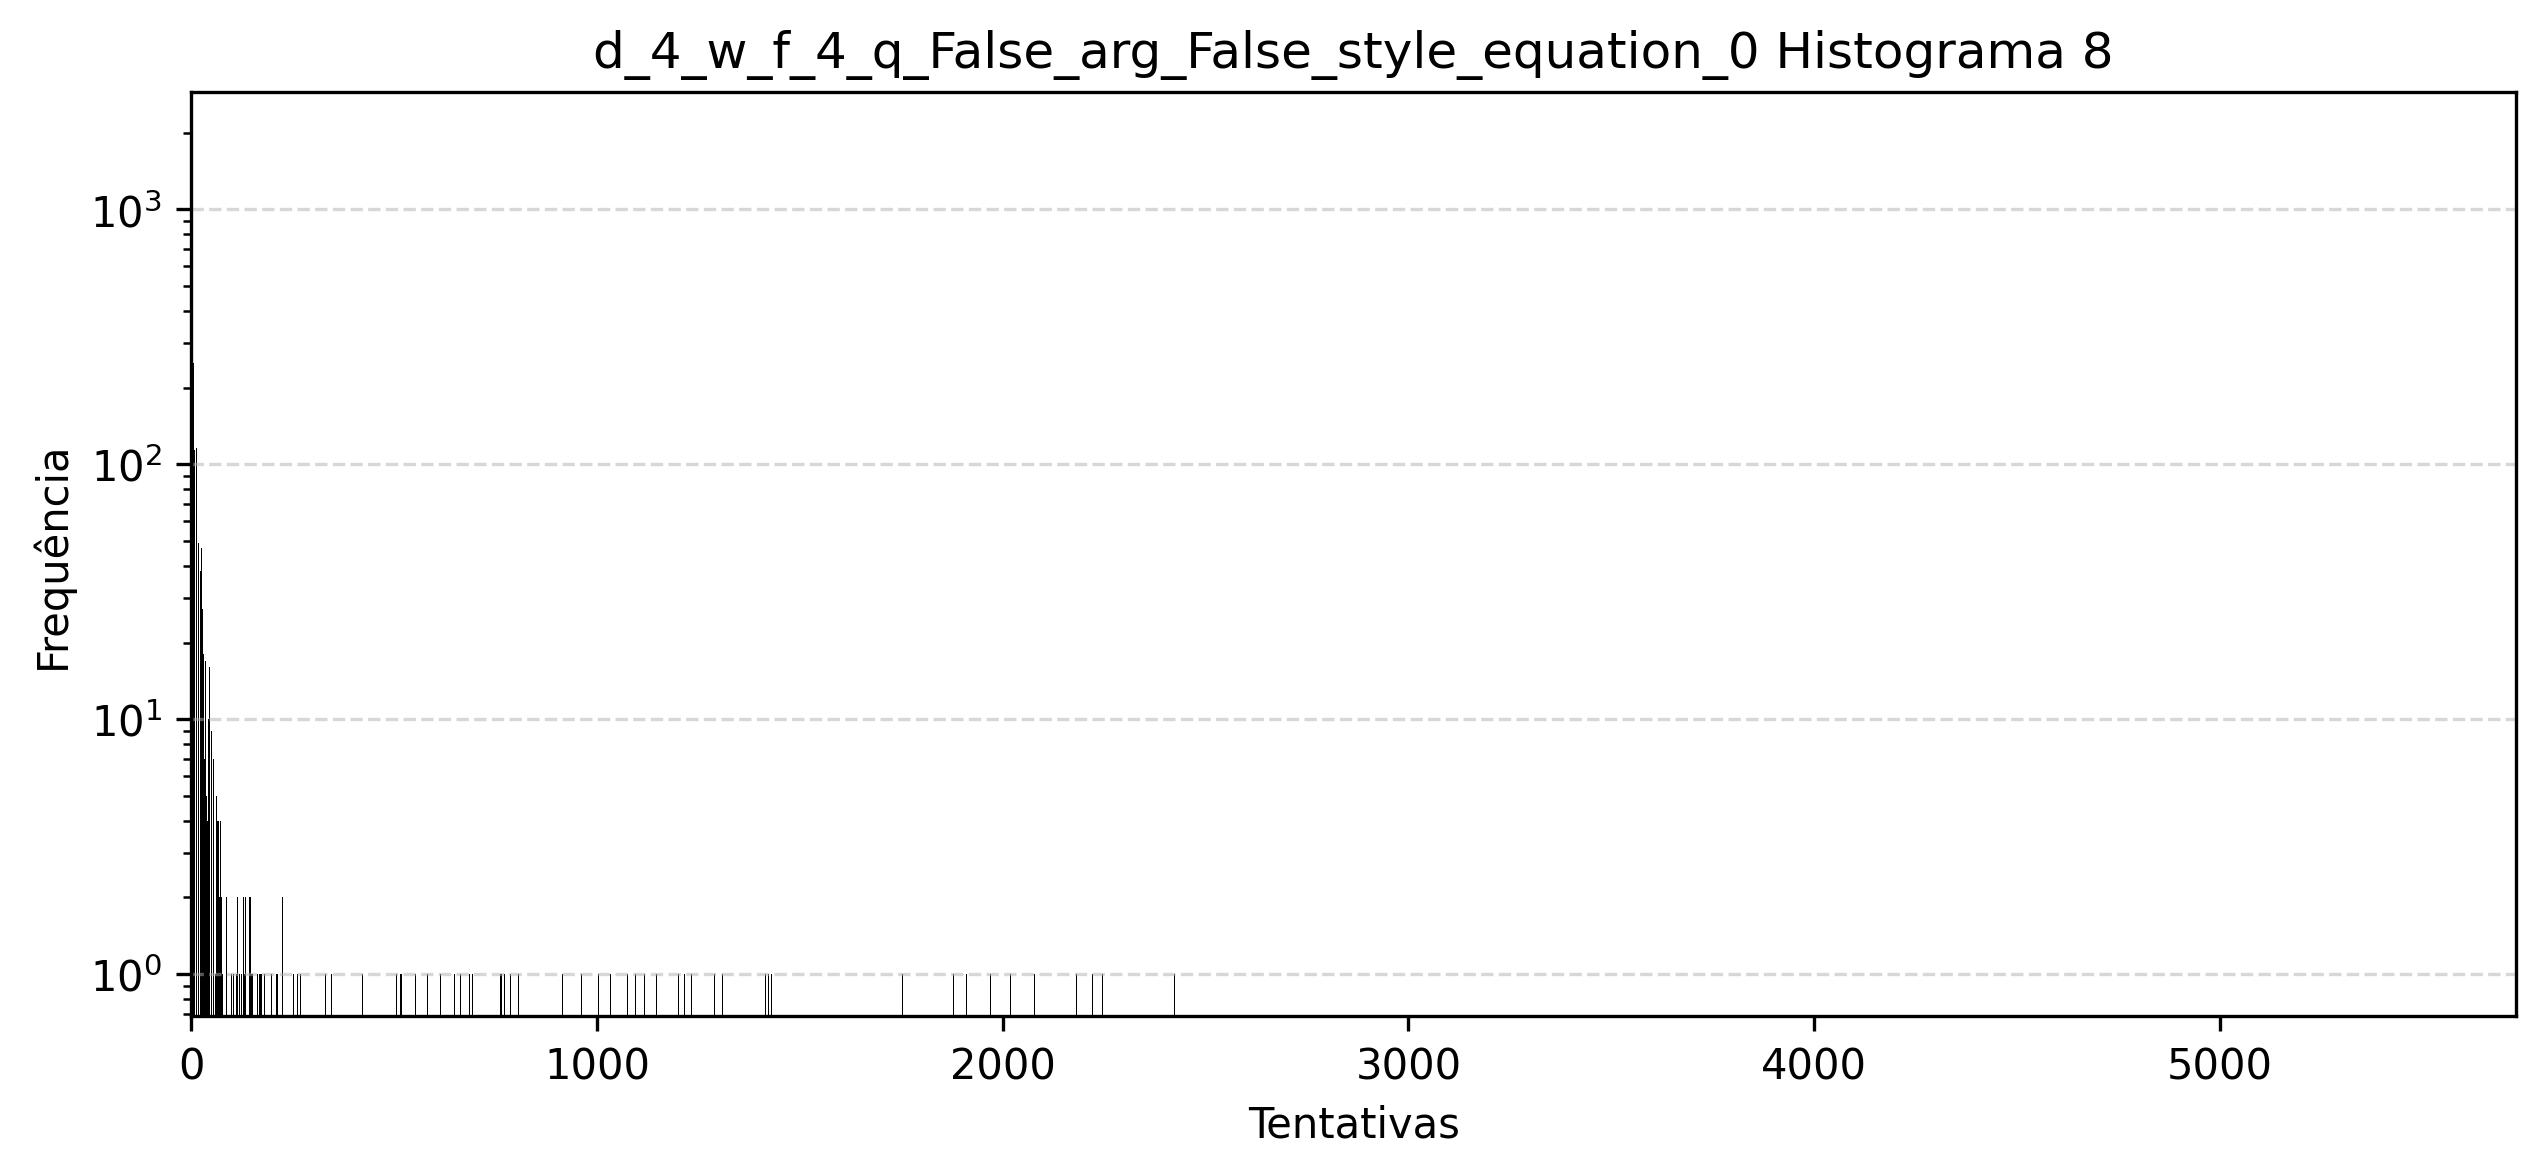 d_4_w_f_4_q_False_arg_False_style_equation_0 Histograma 8
Frequência
10³
10²
10¹
10⁰
0 1000 2000 3000 4000 5000
Tentativas